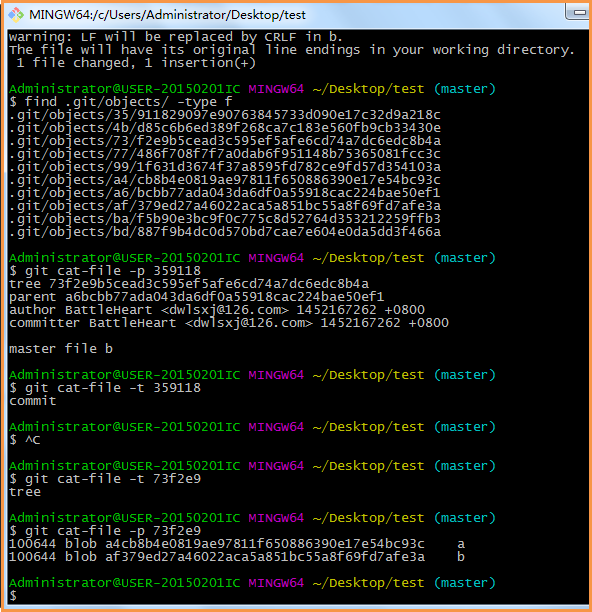 MINGW64:/c/Users/Administrator/Desktop/test
warning: LF will be replaced by CRLF in b.
The file will have its original line endings in your working directory.
 1 file changed, 1 insertion(+)
Administrator@USER-20150201IC MINGW64 ~/Desktop/test (master)
$ find .git/objects/ -type f
.git/objects/35/911829097e90763845733d090e17c32d9a218c
.git/objects/4b/d85c6b6ed389f268ca7c183e560fb9cb33430e
.git/objects/73/f2e9b5cead3c595ef5afe6cd74a7dc6edc8b4a
.git/objects/77/486f708f7f7a0dab6f951148b75365081fcc3c
.git/objects/99/1f631d3674f37a8595fd782ce9fd57d354103a
.git/objects/a4/cb8b4e0819ae97811f650886390e17e54bc93c
.git/objects/a6/bcbb77ada043da6df0a55918cac224bae50ef1
.git/objects/af/379ed27a46022aca5a851bc55a8f69fd7afe3a
.git/objects/ba/f5b90e3bc9f0c775c8d52764d353212259ffb3
.git/objects/bd/887f9b4dc0d570bd7cae7e604e0da5dd3f466a
Administrator@USER-20150201IC MINGW64 ~/Desktop/test (master)
$ git cat-file -p 359118
tree 73f2e9b5cead3c595ef5afe6cd74a7dc6edc8b4a
parent a6bcbb77ada043da6df0a55918cac224bae50ef1
author BattleHeart <dwlsxj@126.com> 1452167262 +0800
committer BattleHeart <dwlsxj@126.com> 1452167262 +0800
master file b
Administrator@USER-20150201IC MINGW64 ~/Desktop/test (master)
$ git cat-file -t 359118
commit
Administrator@USER-20150201IC MINGW64 ~/Desktop/test (master)
$ ^C
Administrator@USER-20150201IC MINGW64 ~/Desktop/test (master)
$ git cat-file -t 73f2e9
tree
Administrator@USER-20150201IC MINGW64 ~/Desktop/test (master)
$ git cat-file -p 73f2e9
100644 blob a4cb8b4e0819ae97811f650886390e17e54bc93c    a
100644 blob af379ed27a46022aca5a851bc55a8f69fd7afe3a    b
Administrator@USER-20150201IC MINGW64 ~/Desktop/test (master)
$